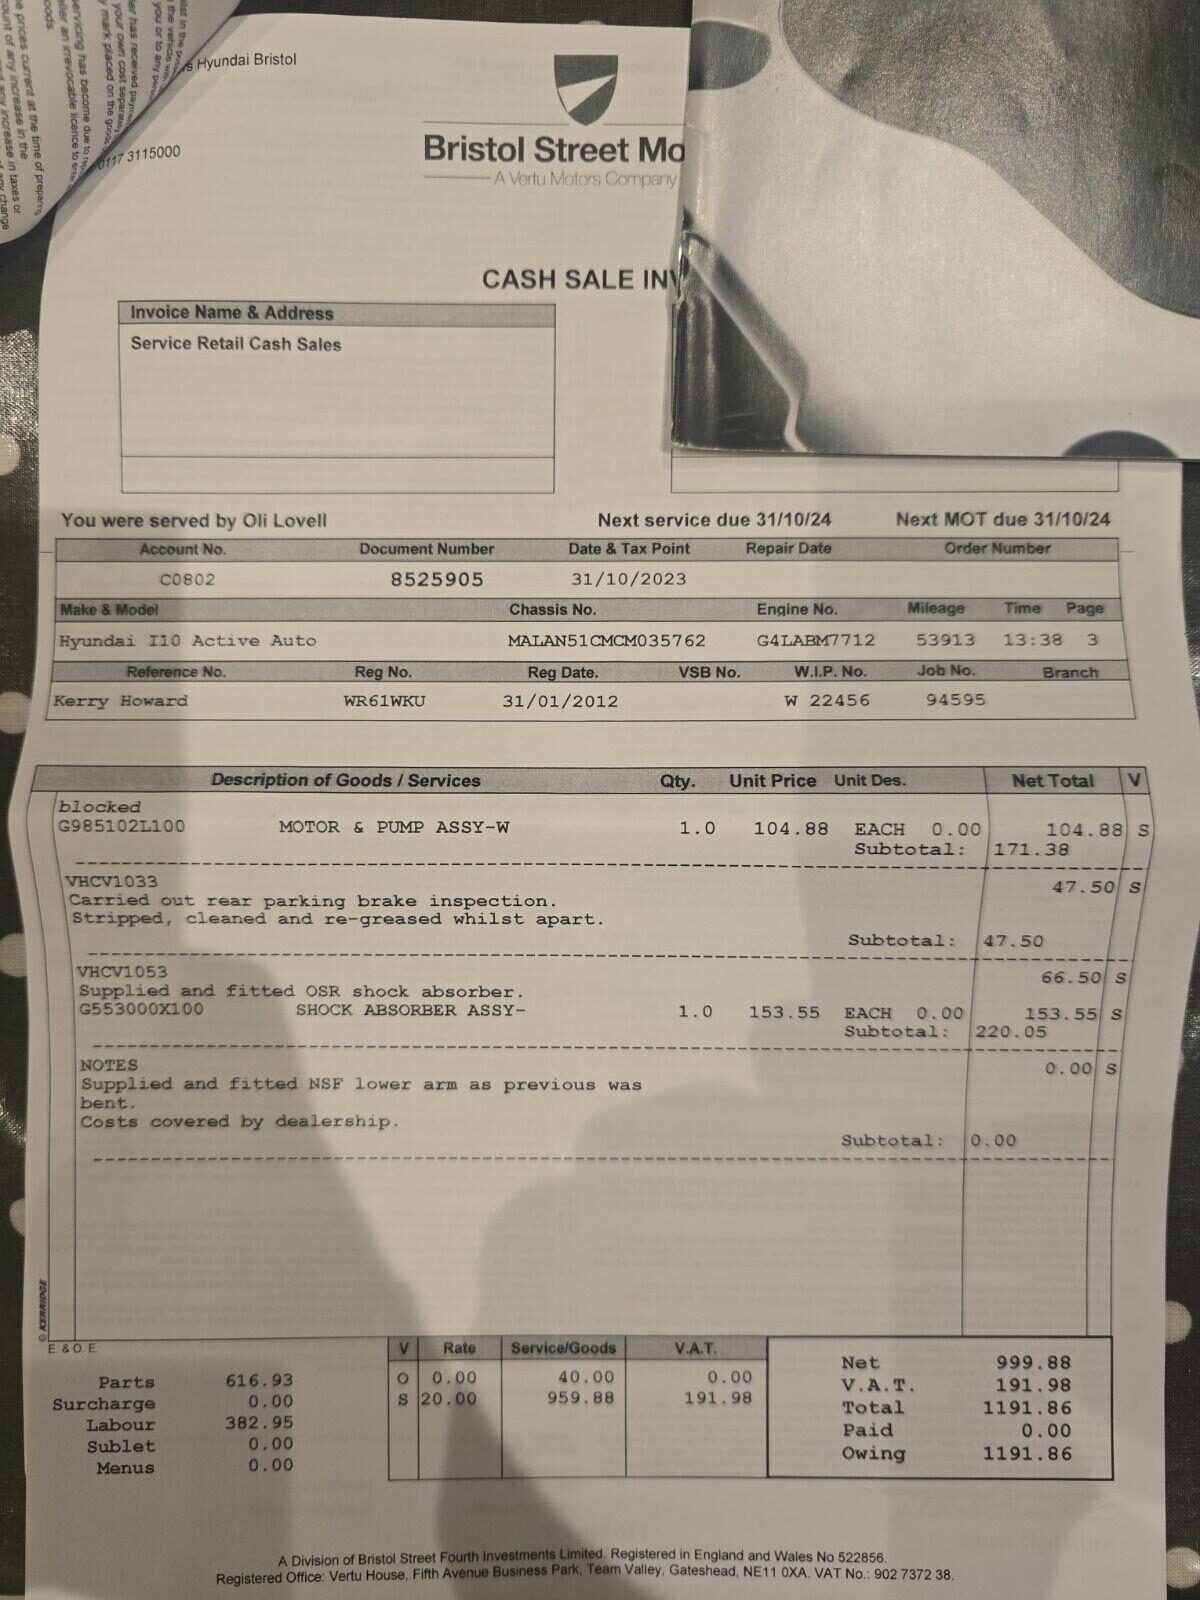 s Hyundai Bristol
0117 3115000
Bristol Street Mo
A Vertu Motors Company
CASH SALE INV
Invoice Name & Address
Service Retail Cash Sales
You were served by Oli Lovell Next service due 31/10/24 Next MOT due 31/10/24
Account No. Document Number Date & Tax Point Repair Date Order Number
C0802 8525905 31/10/2023
Make & Model Chassis No. Engine No. Mileage Time Page
Hyundai I10 Active Auto MALAN51CMCM035762 G4LABM7712 53913 13:38 3
Reference No. Reg No. Reg Date. VSB No. W.I.P. No. Job No. Branch
Kerry Howard WR61WKU 31/01/2012 W 22456 94595
Description of Goods / Services Qty. Unit Price Unit Des. Net Total V
blocked
G985102L100 MOTOR & PUMP ASSY-W 1.0 104.88 EACH 0.00 104.88 S
Subtotal: 171.38
VHCV1033 47.50 S
Carried out rear parking brake inspection.
Stripped, cleaned and re-greased whilst apart.
Subtotal: 47.50
VHCV1053 66.50 S
Supplied and fitted OSR shock absorber.
G553000X100 SHOCK ABSORBER ASSY- 1.0 153.55 EACH 0.00 153.55 S
Subtotal: 220.05
NOTES 0.00 S
Supplied and fitted NSF lower arm as previous was
bent.
Costs covered by dealership.
Subtotal: 0.00
© KERRIDGE
E. & O. E.
Parts 616.93
Surcharge 0.00
Labour 382.95
Sublet 0.00
Menus 0.00
V Rate Service/Goods V.A.T.
O 0.00 40.00 0.00
S 20.00 959.88 191.98
Net 999.88
V.A.T. 191.98
Total 1191.86
Paid 0.00
Owing 1191.86
A Division of Bristol Street Fourth Investments Limited. Registered in England and Wales No 522856.
Registered Office: Vertu House, Fifth Avenue Business Park, Team Valley, Gateshead, NE11 0XA. VAT No.: 902 7372 38.